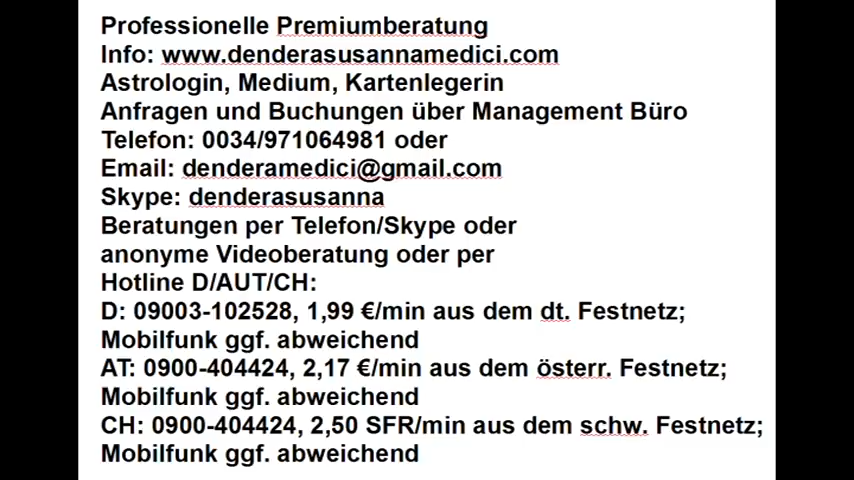 Professionelle Premiumberatung
Info: www.denderasusannamedici.com
Astrologin, Medium, Kartenlegerin
Anfragen und Buchungen über Management Büro
Telefon: 0034/971064981 oder
Email: denderamedici@gmail.com
Skype: denderasusanna
Beratungen per Telefon/Skype oder
anonyme Videoberatung oder per
Hotline D/AUT/CH:
D: 09003-102528, 1,99 €/min aus dem dt. Festnetz;
Mobilfunk ggf. abweichend
AT: 0900-404424, 2,17 €/min aus dem österr. Festnetz;
Mobilfunk ggf. abweichend
CH: 0900-404424, 2,50 SFR/min aus dem schw. Festnetz;
Mobilfunk ggf. abweichend